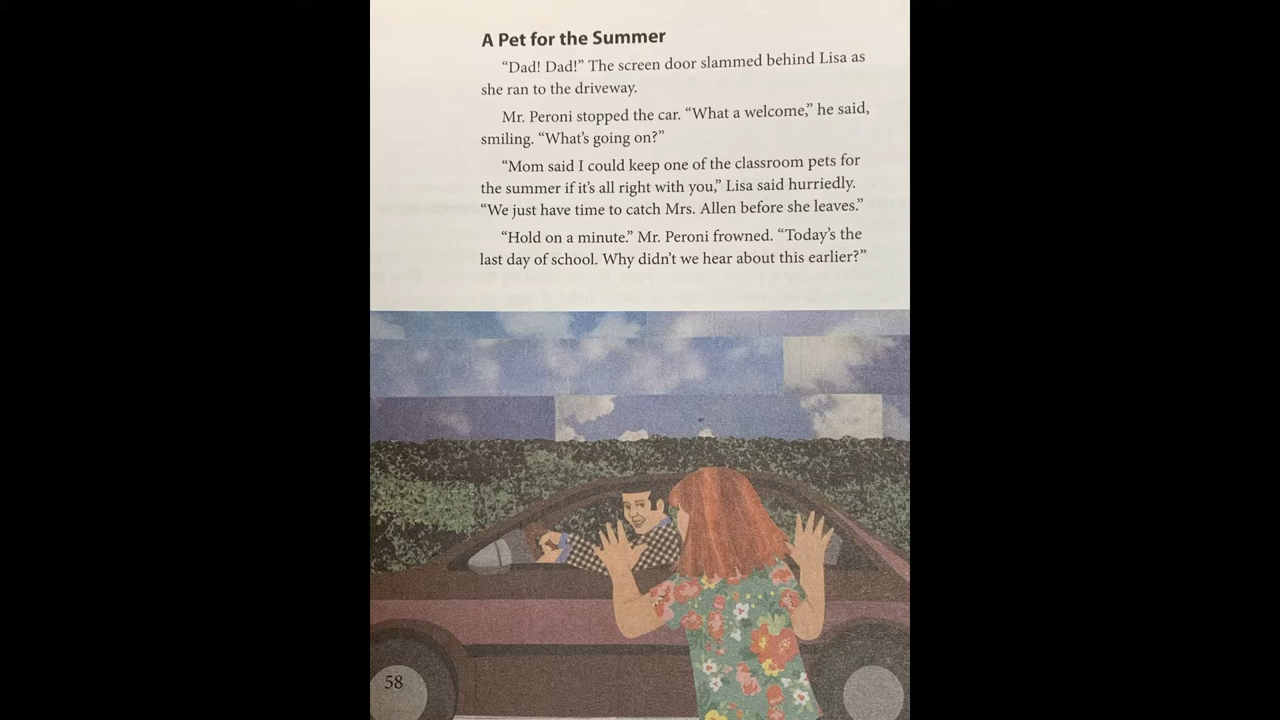 A Pet for the Summer
“Dad! Dad!” The screen door slammed behind Lisa as
she ran to the driveway.
Mr. Peroni stopped the car. “What a welcome,” he said,
smiling. “What’s going on?”
“Mom said I could keep one of the classroom pets for
the summer if it’s all right with you,” Lisa said hurriedly.
“We just have time to catch Mrs. Allen before she leaves.”
“Hold on a minute.” Mr. Peroni frowned. “Today’s the
last day of school. Why didn’t we hear about this earlier?”
58